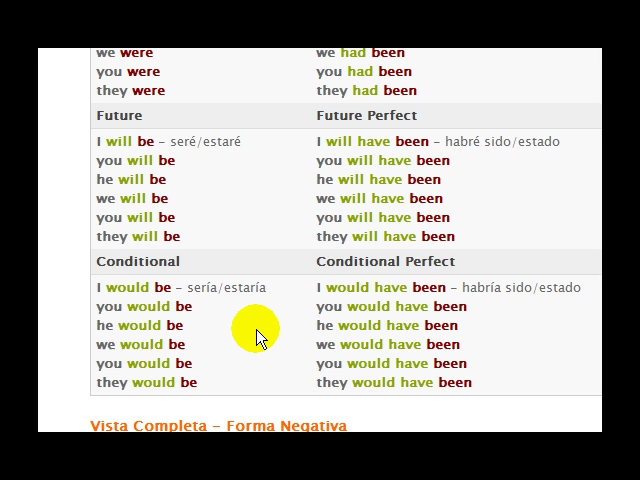 we were we had been
you were you had been
they were they had been
Future Future Perfect
I will be – seré/estaré I will have been – habré sido/estado
you will be you will have been
he will be he will have been
we will be we will have been
you will be you will have been
they will be they will have been
Conditional Conditional Perfect
I would be – sería/estaría I would have been – habría sido/estado
you would be you would have been
he would be he would have been
we would be we would have been
you would be you would have been
they would be they would have been
Vista Completa – Forma Negativa